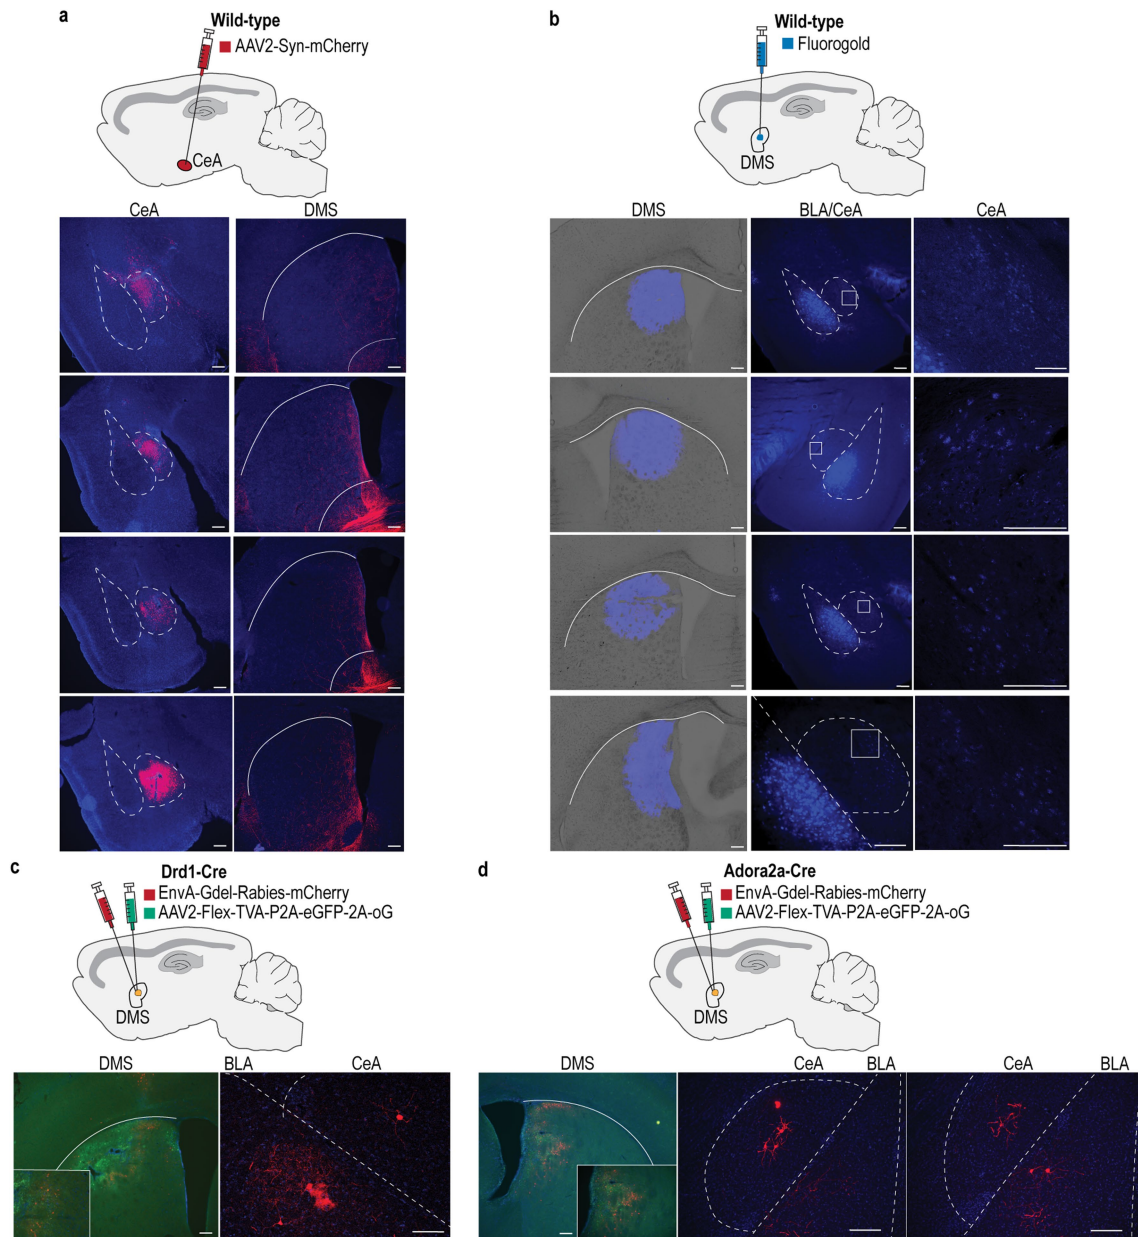 a
Wild-type
AAV2-Syn-mCherry
CeA
CeA DMS
b
Wild-type
Fluorogold
DMS
DMS BLA/CeA CeA
c
Drd1-Cre
EnvA-Gdel-Rabies-mCherry
AAV2-Flex-TVA-P2A-eGFP-2A-oG
DMS
DMS BLA CeA
d
Adora2a-Cre
EnvA-Gdel-Rabies-mCherry
AAV2-Flex-TVA-P2A-eGFP-2A-oG
DMS
DMS CeA BLA CeA BLA